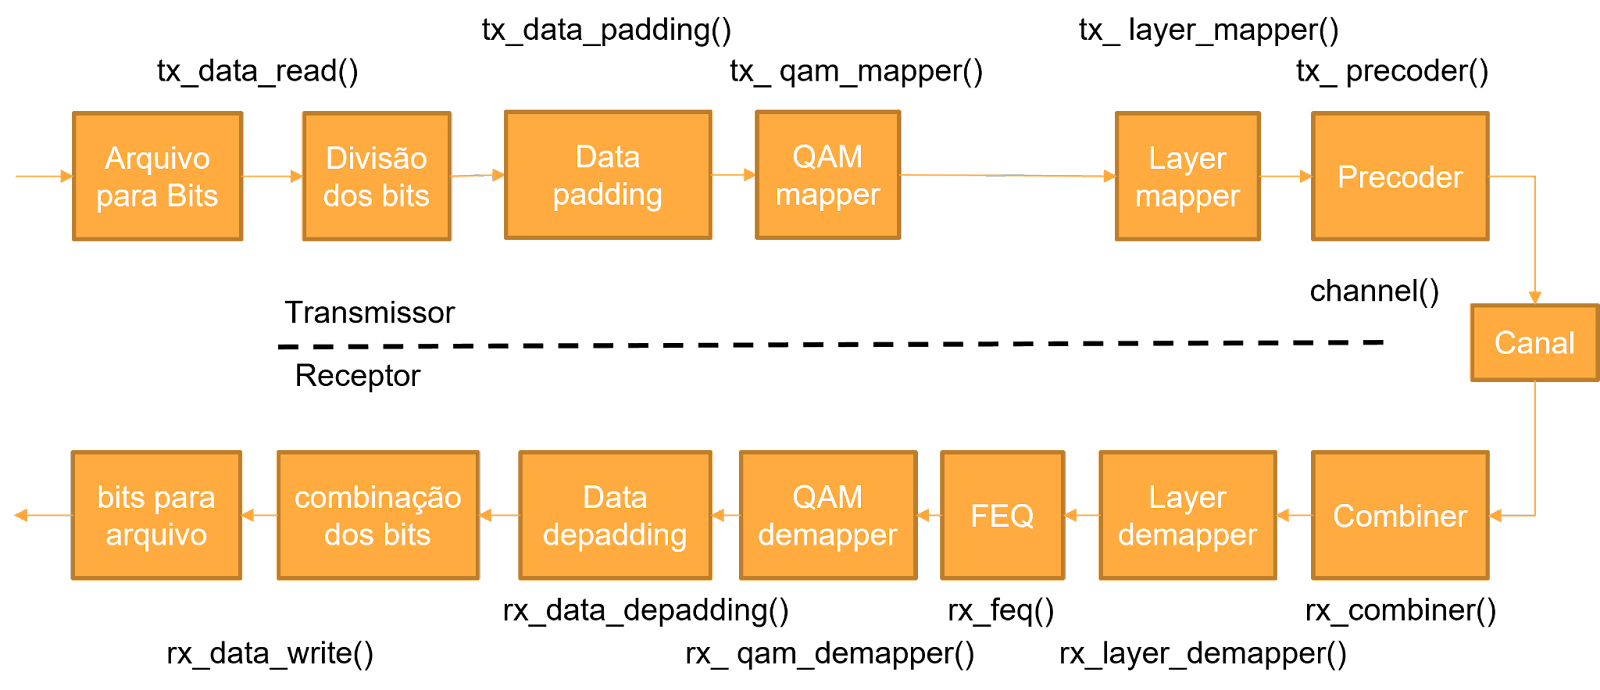 tx_data_padding()
tx_ layer_mapper()
tx_data_read()
tx_ qam_mapper()
tx_ precoder()
Arquivo
para Bits
Divisão
dos bits
Data
padding
QAM
mapper
Layer
mapper
Precoder
channel()
Transmissor
Canal
Receptor
bits para
arquivo
combinação
dos bits
Data
depadding
QAM
demapper
FEQ
Layer
demapper
Combiner
rx_data_depadding()
rx_feq()
rx_combiner()
rx_data_write()
rx_ qam_demapper()
rx_layer_demapper()